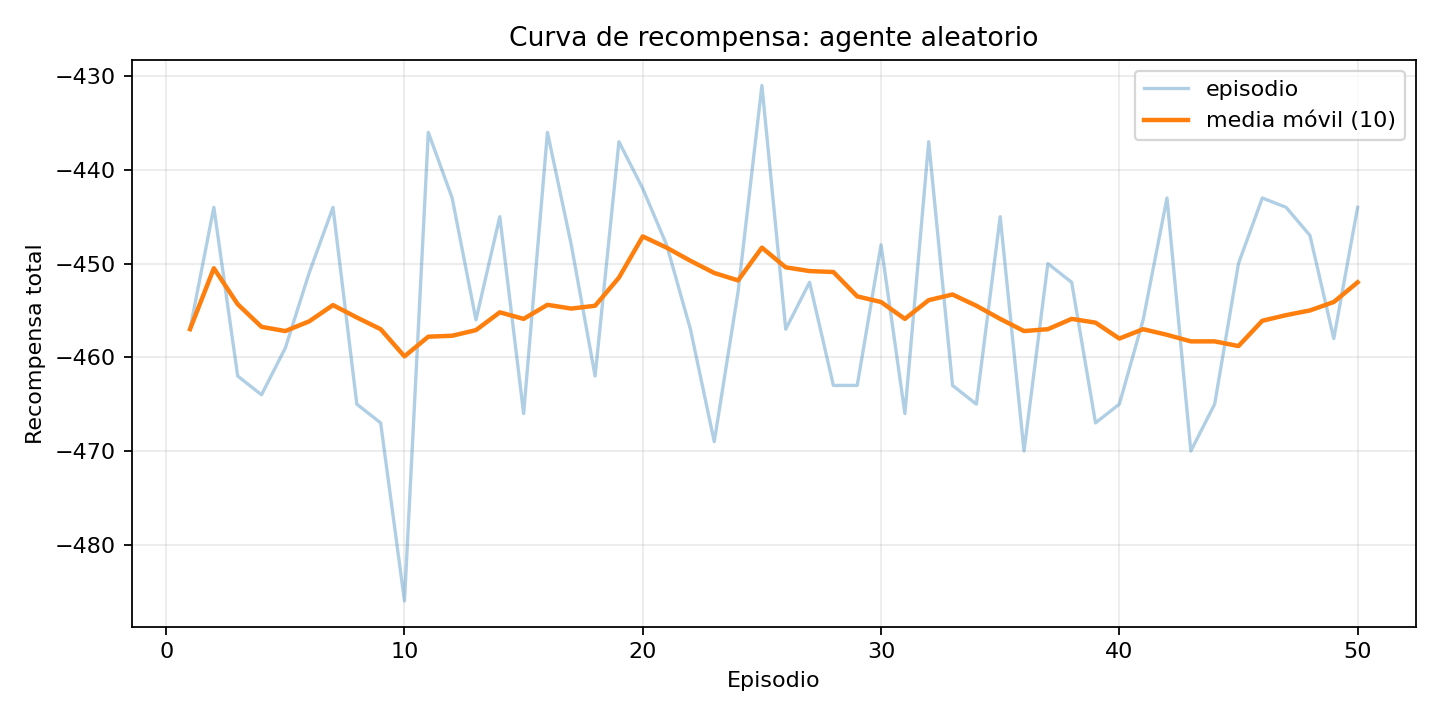 Curva de recompensa: agente aleatorio
episodio
media móvil (10)
Recompensa total
−430
−440
−450
−460
−470
−480
0 10 20 30 40 50
Episodio